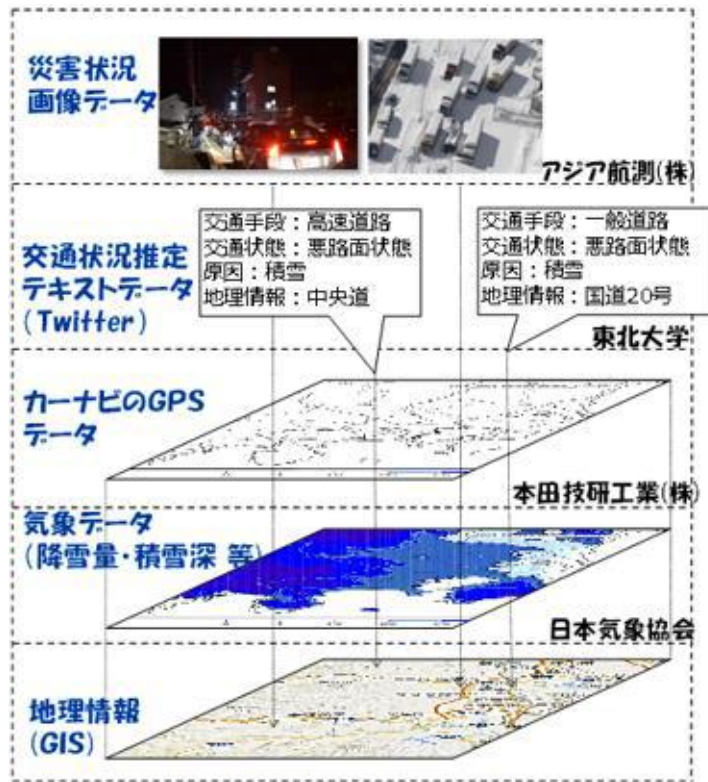 災害状況
画像データ
アジア航測(株)
交通状況推定
テキストデータ
(Twitter)
交通手段：高速道路
交通状態：悪路面状態
原因：積雪
地理情報：中央道
交通手段：一般道路
交通状態：悪路面状態
原因：積雪
地理情報：国道20号
東北大学
カーナビのGPS
データ
本田技研工業(株)
気象データ
(降雪量・積雪深 等)
日本気象協会
地理情報
(GIS)